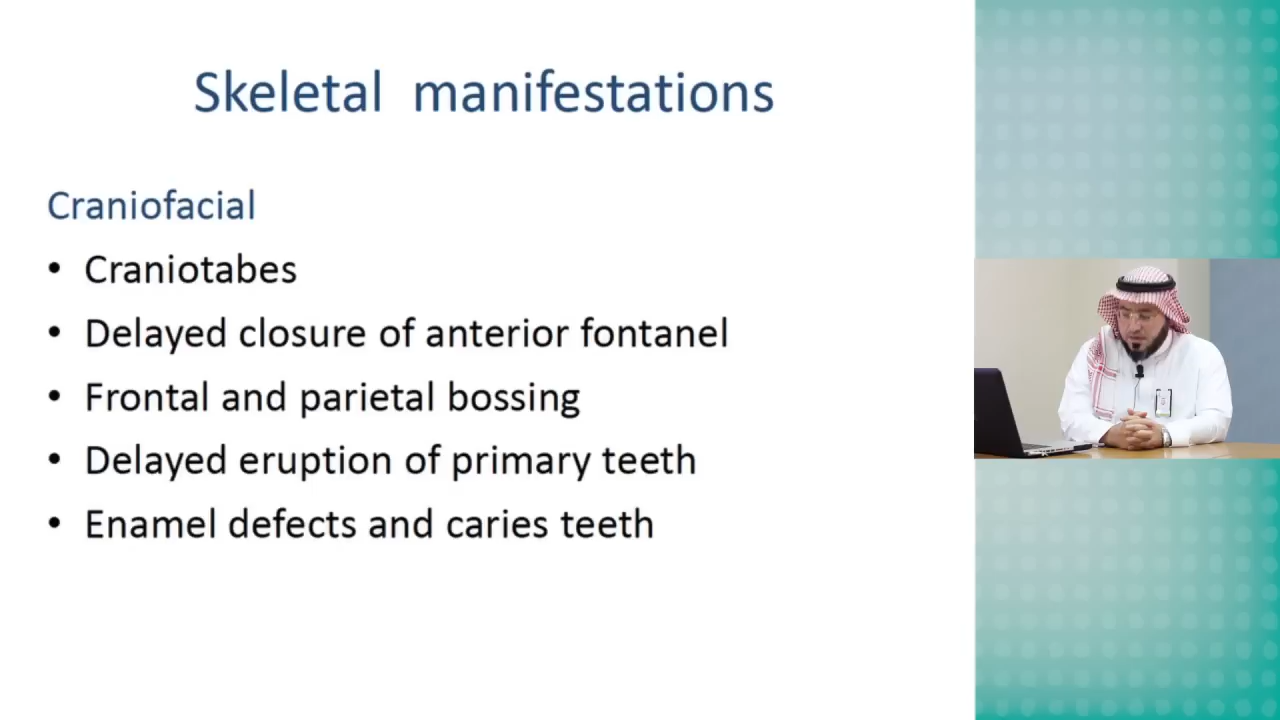 Skeletal manifestations
Craniofacial
• Craniotabes
• Delayed closure of anterior fontanel
• Frontal and parietal bossing
• Delayed eruption of primary teeth
• Enamel defects and caries teeth